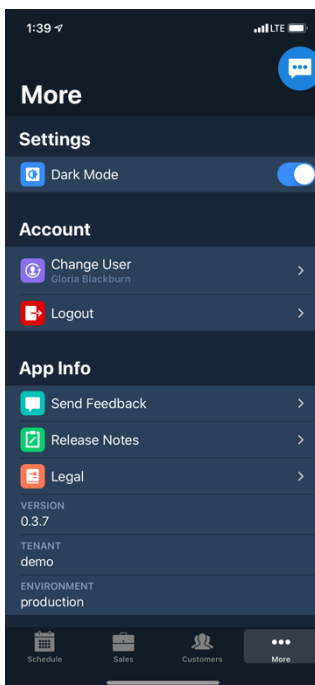 1:39
LTE
More
Settings
Dark Mode
Account
Change User
Gloria Blackburn
Logout
App Info
Send Feedback
Release Notes
Legal
VERSION
0.3.7
TENANT
demo
ENVIRONMENT
production
Schedule
Sales
Customers
More